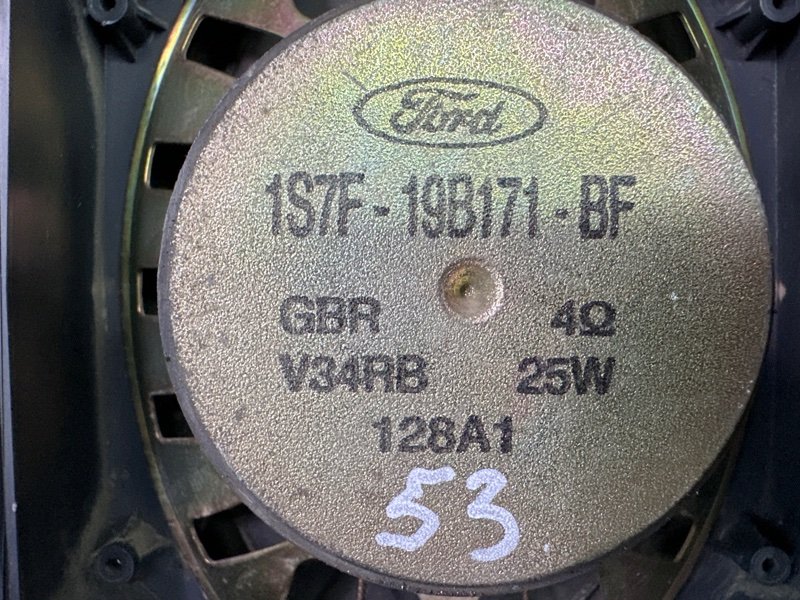 Ford
1S7F-19B171-BF
GBR 4Ω
V34RB 25W
128A1
53